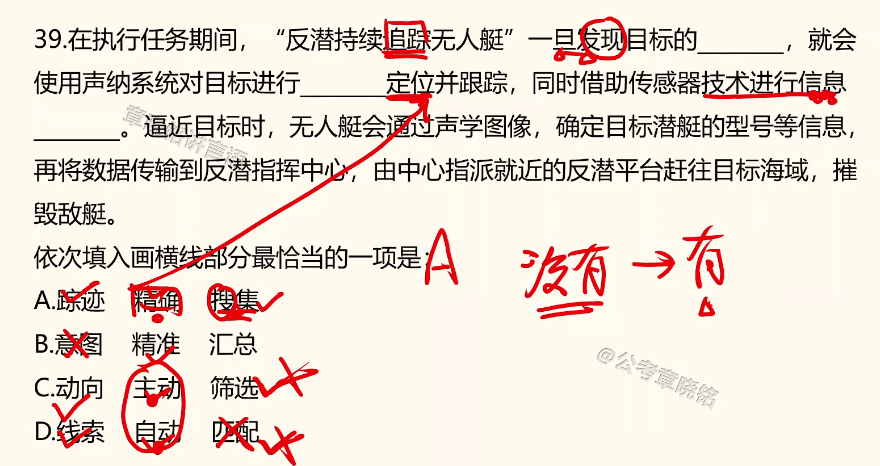 39.在执行任务期间，“反潜持续追踪无人艇”一旦发现目标的________，就会
使用声纳系统对目标进行________定位并跟踪，同时借助传感器技术进行信息
________。逼近目标时，无人艇会通过声学图像，确定目标潜艇的型号等信息，
再将数据传输到反潜指挥中心，由中心指派就近的反潜平台赶往目标海域，摧
毁敌艇。
依次填入画横线部分最恰当的一项是：A 没有→有
A.踪迹 精确 搜集
B.意图 精准 汇总
C.动向 主动 筛选
D.线索 自动 匹配
@公考章晓铭